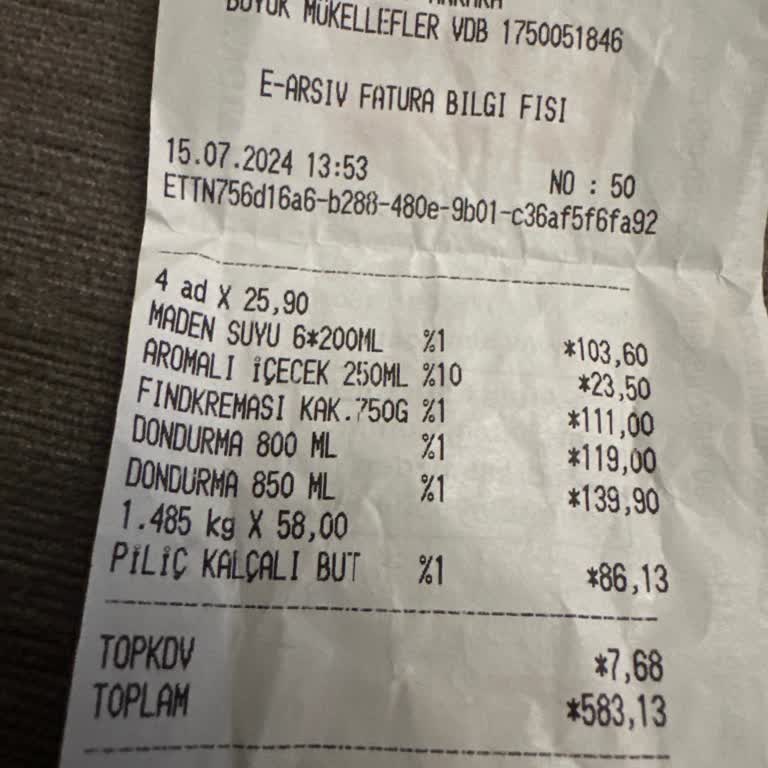 ANKARA
BÜYÜK MÜKELLEFLER VDB 1750051846
E-ARSIV FATURA BILGI FISI
15.07.2024 13:53 NO : 50
ETTN756d16a6-b288-480e-9b01-c36af5f6fa92
4 ad X 25,90
MADEN SUYU 6*200ML %1 *103,60
AROMALI İÇECEK 250ML %10 *23,50
FINDKREMASI KAK.750G %1 *111,00
DONDURMA 800 ML %1 *119,00
DONDURMA 850 ML %1 *139,90
1.485 kg X 58,00
PİLİÇ KALÇALI BUT %1 *86,13
TOPKDV *7,68
TOPLAM *583,13